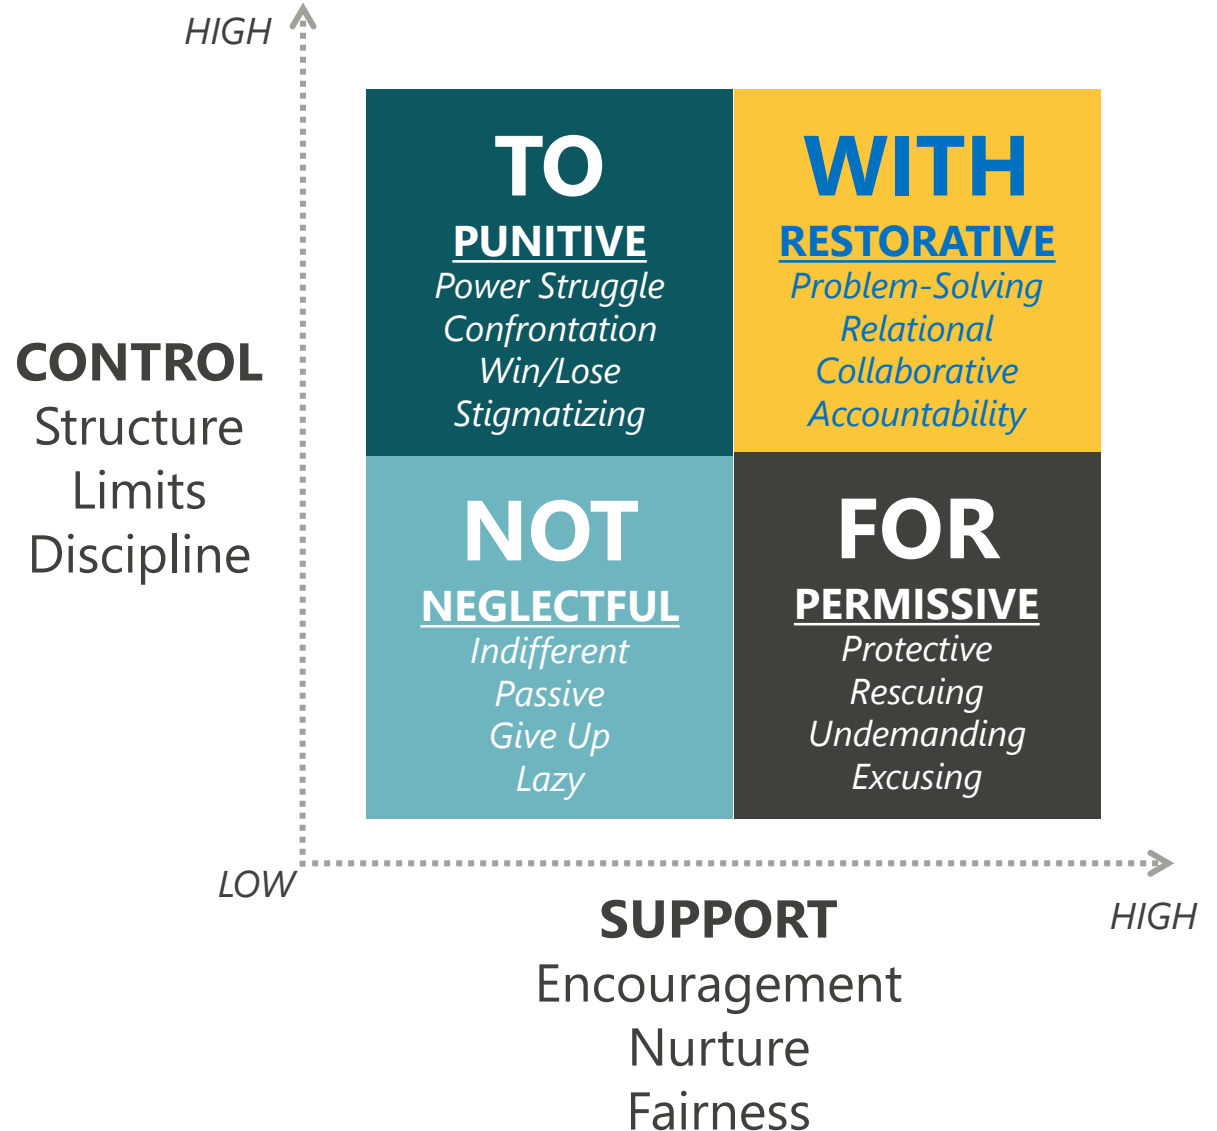 HIGH
TO
PUNITIVE
Power Struggle
Confrontation
Win/Lose
Stigmatizing
WITH
RESTORATIVE
Problem-Solving
Relational
Collaborative
Accountability
CONTROL
Structure
Limits
Discipline
NOT
NEGLECTFUL
Indifferent
Passive
Give Up
Lazy
FOR
PERMISSIVE
Protective
Rescuing
Undemanding
Excusing
LOW
SUPPORT
Encouragement
Nurture
Fairness
HIGH